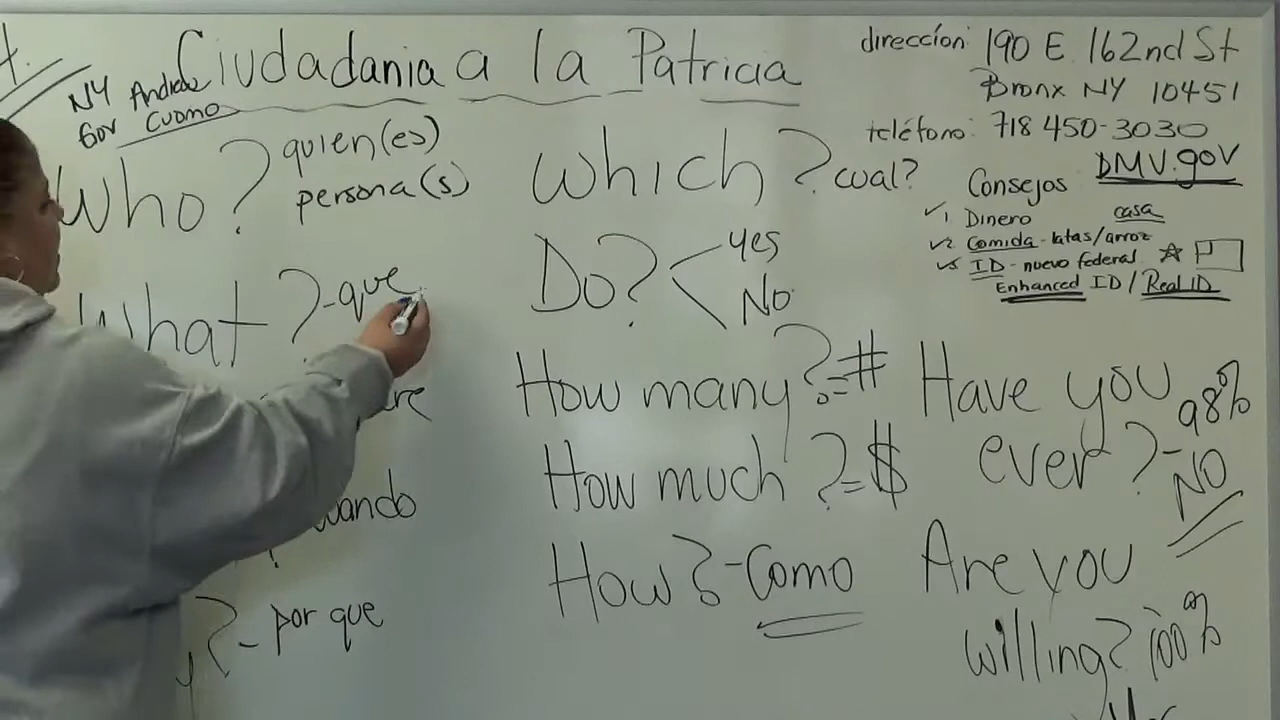 Ciudadania a la Patricia
NY Andrew
Gov Cuomo
Who? quien(es)
persona(s)
What? - que
uando
? - por que
Which? cual?
Do? Yes
No
How many? = #
How much? = $
How? - Como
dirección: 190 E 162nd St
Bronx NY 10451
teléfono: 718 450-3030
DMV.gov
Consejos
1 Dinero casa
2 Comida - latas/arroz
3 ID - nuevo federal
Enhanced ID / Real ID
Have you
ever? - 98%
NO
Are you
willing? 100%